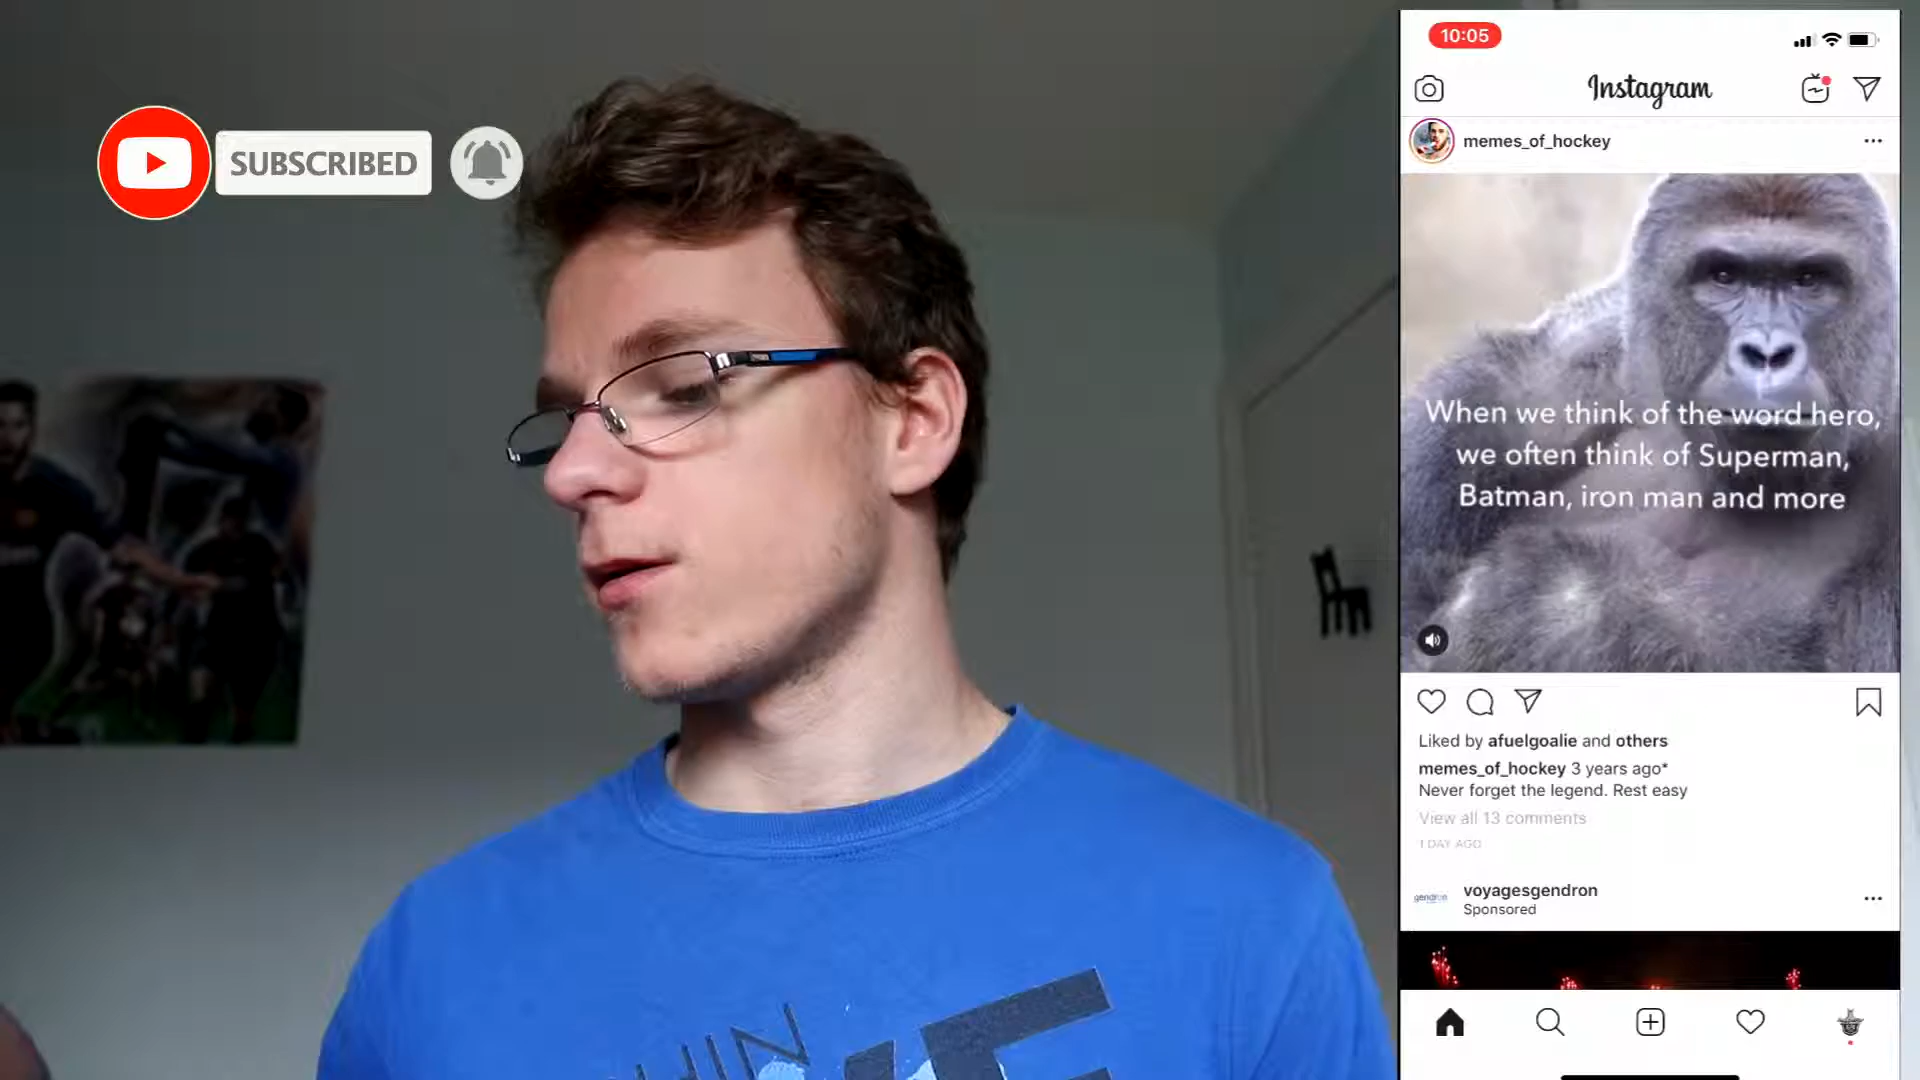 SUBSCRIBED
10:05
Instagram
memes_of_hockey
When we think of the word hero,
we often think of Superman,
Batman, iron man and more
Liked by afuelgoalie and others
memes_of_hockey 3 years ago*
Never forget the legend. Rest easy
View all 13 comments
1 DAY AGO
gendron
voyagesgendron
Sponsored